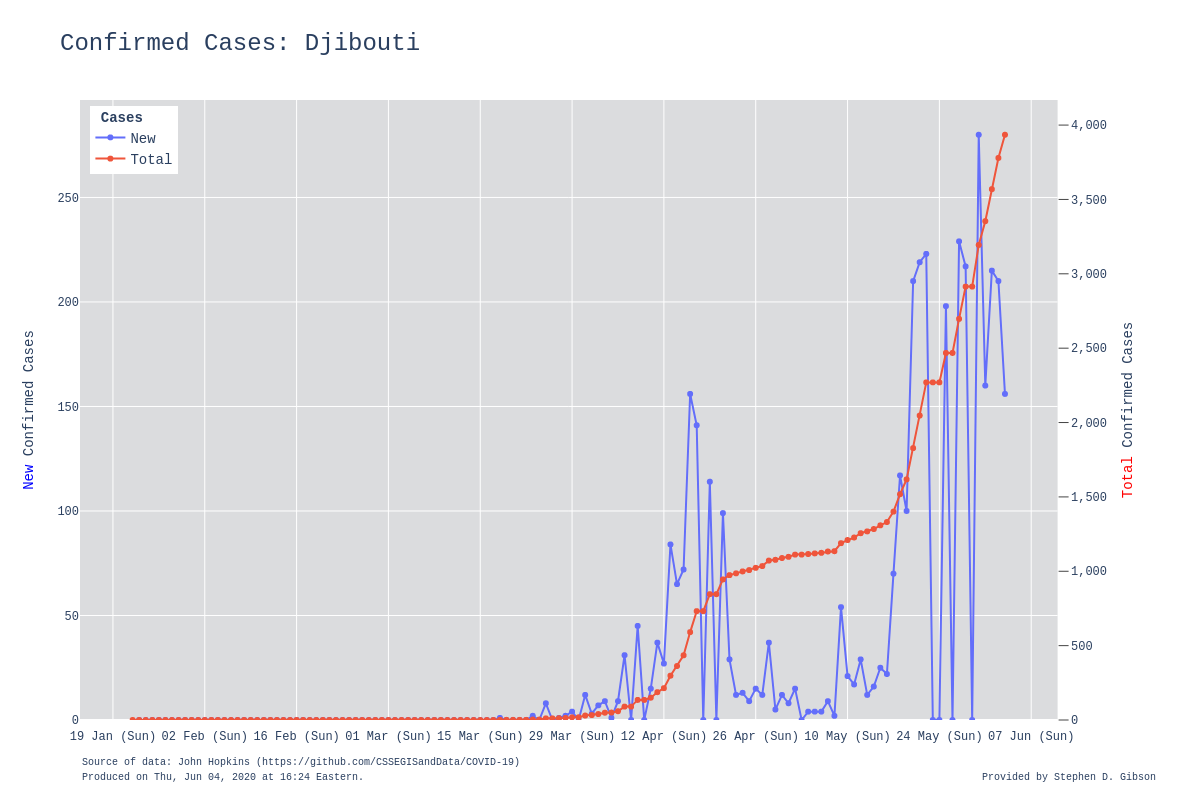 Confirmed Cases: Djibouti
Cases
New
Total
New Confirmed Cases
250
200
150
100
50
0
4,000
3,500
3,000
2,500
2,000
1,500
1,000
500
0
Total Confirmed Cases
19 Jan (Sun) 02 Feb (Sun) 16 Feb (Sun) 01 Mar (Sun) 15 Mar (Sun) 29 Mar (Sun) 12 Apr (Sun) 26 Apr (Sun) 10 May (Sun) 24 May (Sun) 07 Jun (Sun)
Source of data: John Hopkins (https://github.com/CSSEGISandData/COVID-19)
Produced on Thu, Jun 04, 2020 at 16:24 Eastern.
Provided by Stephen D. Gibson